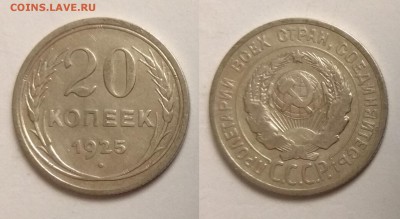 COINS.LAVE.RU
20
КОПЕЕК
1925
ПРОЛЕТАРИИ ВСЕХ СТРАН, СОЕДИНЯЙТЕСЬ!
С.С.С.Р.